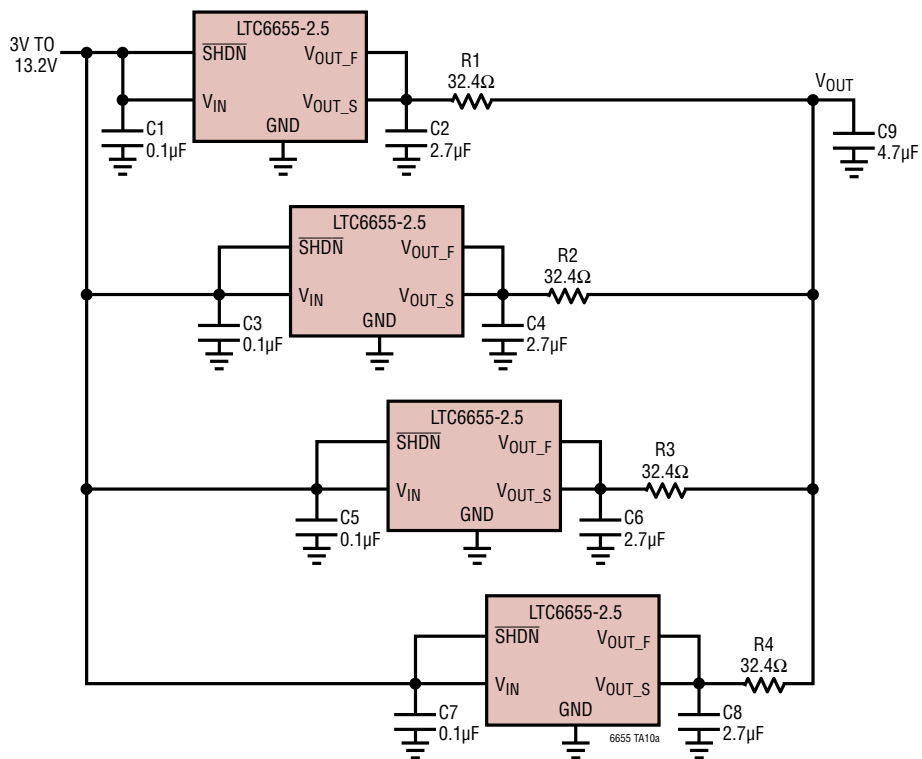 LTC6655-2.5
3V TO
13.2V
SHDN
VOUT_F
VIN
VOUT_S
GND
R1
32.4Ω
VOUT
C1
0.1µF
C2
2.7µF
C9
4.7µF
LTC6655-2.5
SHDN
VOUT_F
VIN
VOUT_S
GND
R2
32.4Ω
C3
0.1µF
C4
2.7µF
LTC6655-2.5
SHDN
VOUT_F
VIN
VOUT_S
GND
R3
32.4Ω
C5
0.1µF
C6
2.7µF
LTC6655-2.5
SHDN
VOUT_F
VIN
VOUT_S
GND
R4
32.4Ω
C7
0.1µF
C8
2.7µF
6655 TA10a